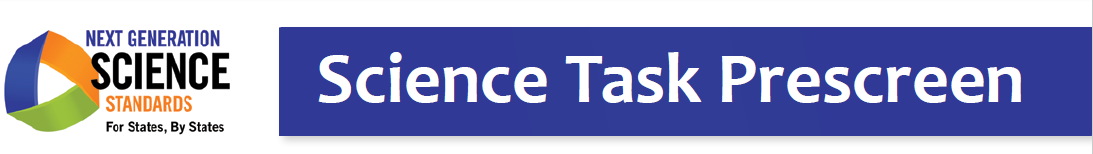 NEXT GENERATION
SCIENCE
STANDARDS
For States, By States
Science Task Prescreen